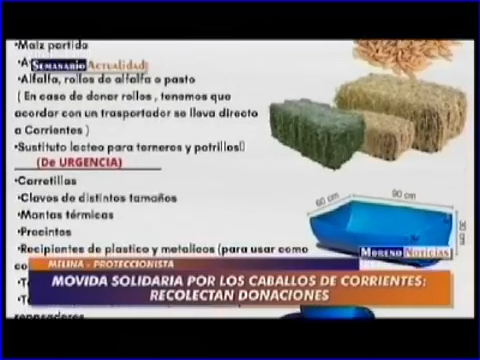 •Maiz partido
SEMANARIO Actualidad
•Alfalfa, rollos de alfalfa o pasto
( En caso de donar rollos , tenemos que
acordar con un trasportador se lleva directo
a Corrientes )
•Sustituto lacteo para terneros y potrillos
(De URGENCIA)
•Carretillas
•Clavos de distintos tamaños
•Mantas térmicas
•Precintos
•Recipientes de plastico y metalicos (para usar como
60 cm
90 cm
30 cm
MORENO Noticias
MELINA - PROTECCIONISTA
MOVIDA SOLIDARIA POR LOS CABALLOS DE CORRIENTES:
RECOLECTAN DONACIONES